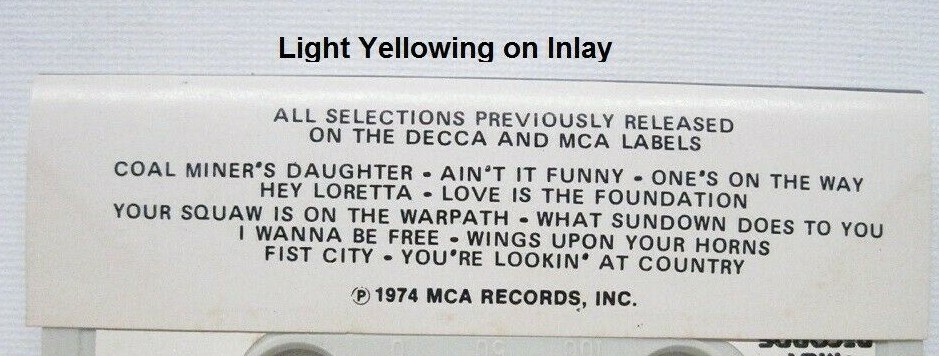 Light Yellowing on Inlay
ALL SELECTIONS PREVIOUSLY RELEASED
ON THE DECCA AND MCA LABELS
COAL MINER'S DAUGHTER • AIN'T IT FUNNY • ONE'S ON THE WAY
HEY LORETTA • LOVE IS THE FOUNDATION
YOUR SQUAW IS ON THE WARPATH • WHAT SUNDOWN DOES TO YOU
I WANNA BE FREE • WINGS UPON YOUR HORNS
FIST CITY • YOU'RE LOOKIN' AT COUNTRY
℗ 1974 MCA RECORDS, INC.